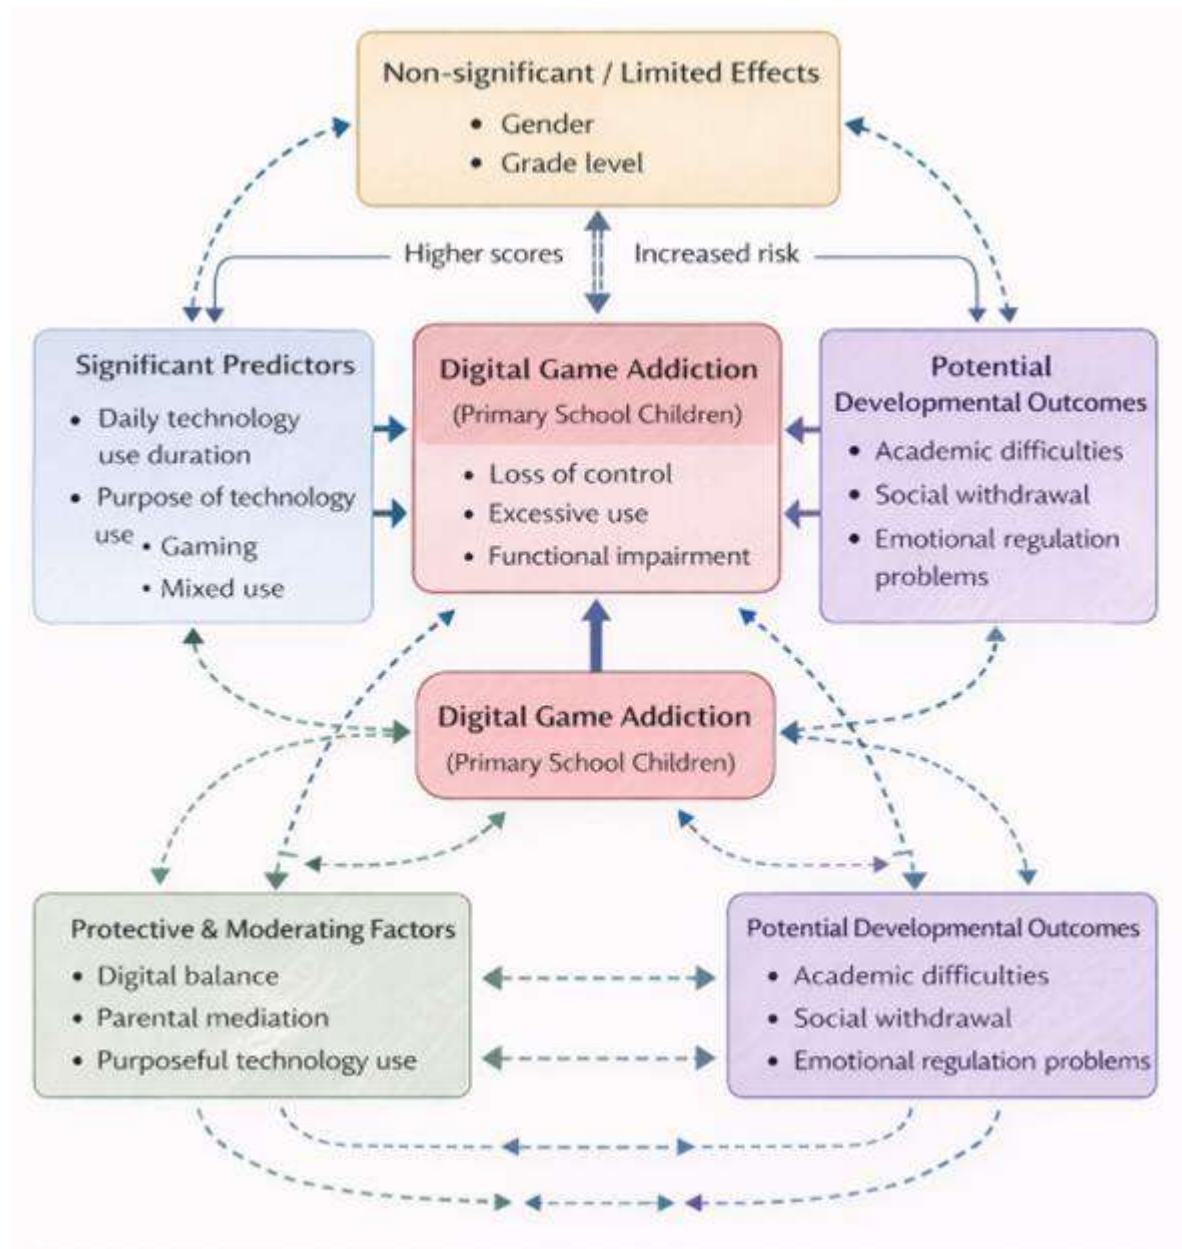 Non-significant / Limited Effects
• Gender
• Grade level
Higher scores
Increased risk
Significant Predictors
• Daily technology
use duration
• Purpose of technology
use
• Gaming
• Mixed use
Digital Game Addiction
(Primary School Children)
• Loss of control
• Excessive use
• Functional impairment
Potential
Developmental Outcomes
• Academic difficulties
• Social withdrawal
• Emotional regulation
problems
Digital Game Addiction
(Primary School Children)
Protective & Moderating Factors
• Digital balance
• Parental mediation
• Purposeful technology use
Potential Developmental Outcomes
• Academic difficulties
• Social withdrawal
• Emotional regulation problems